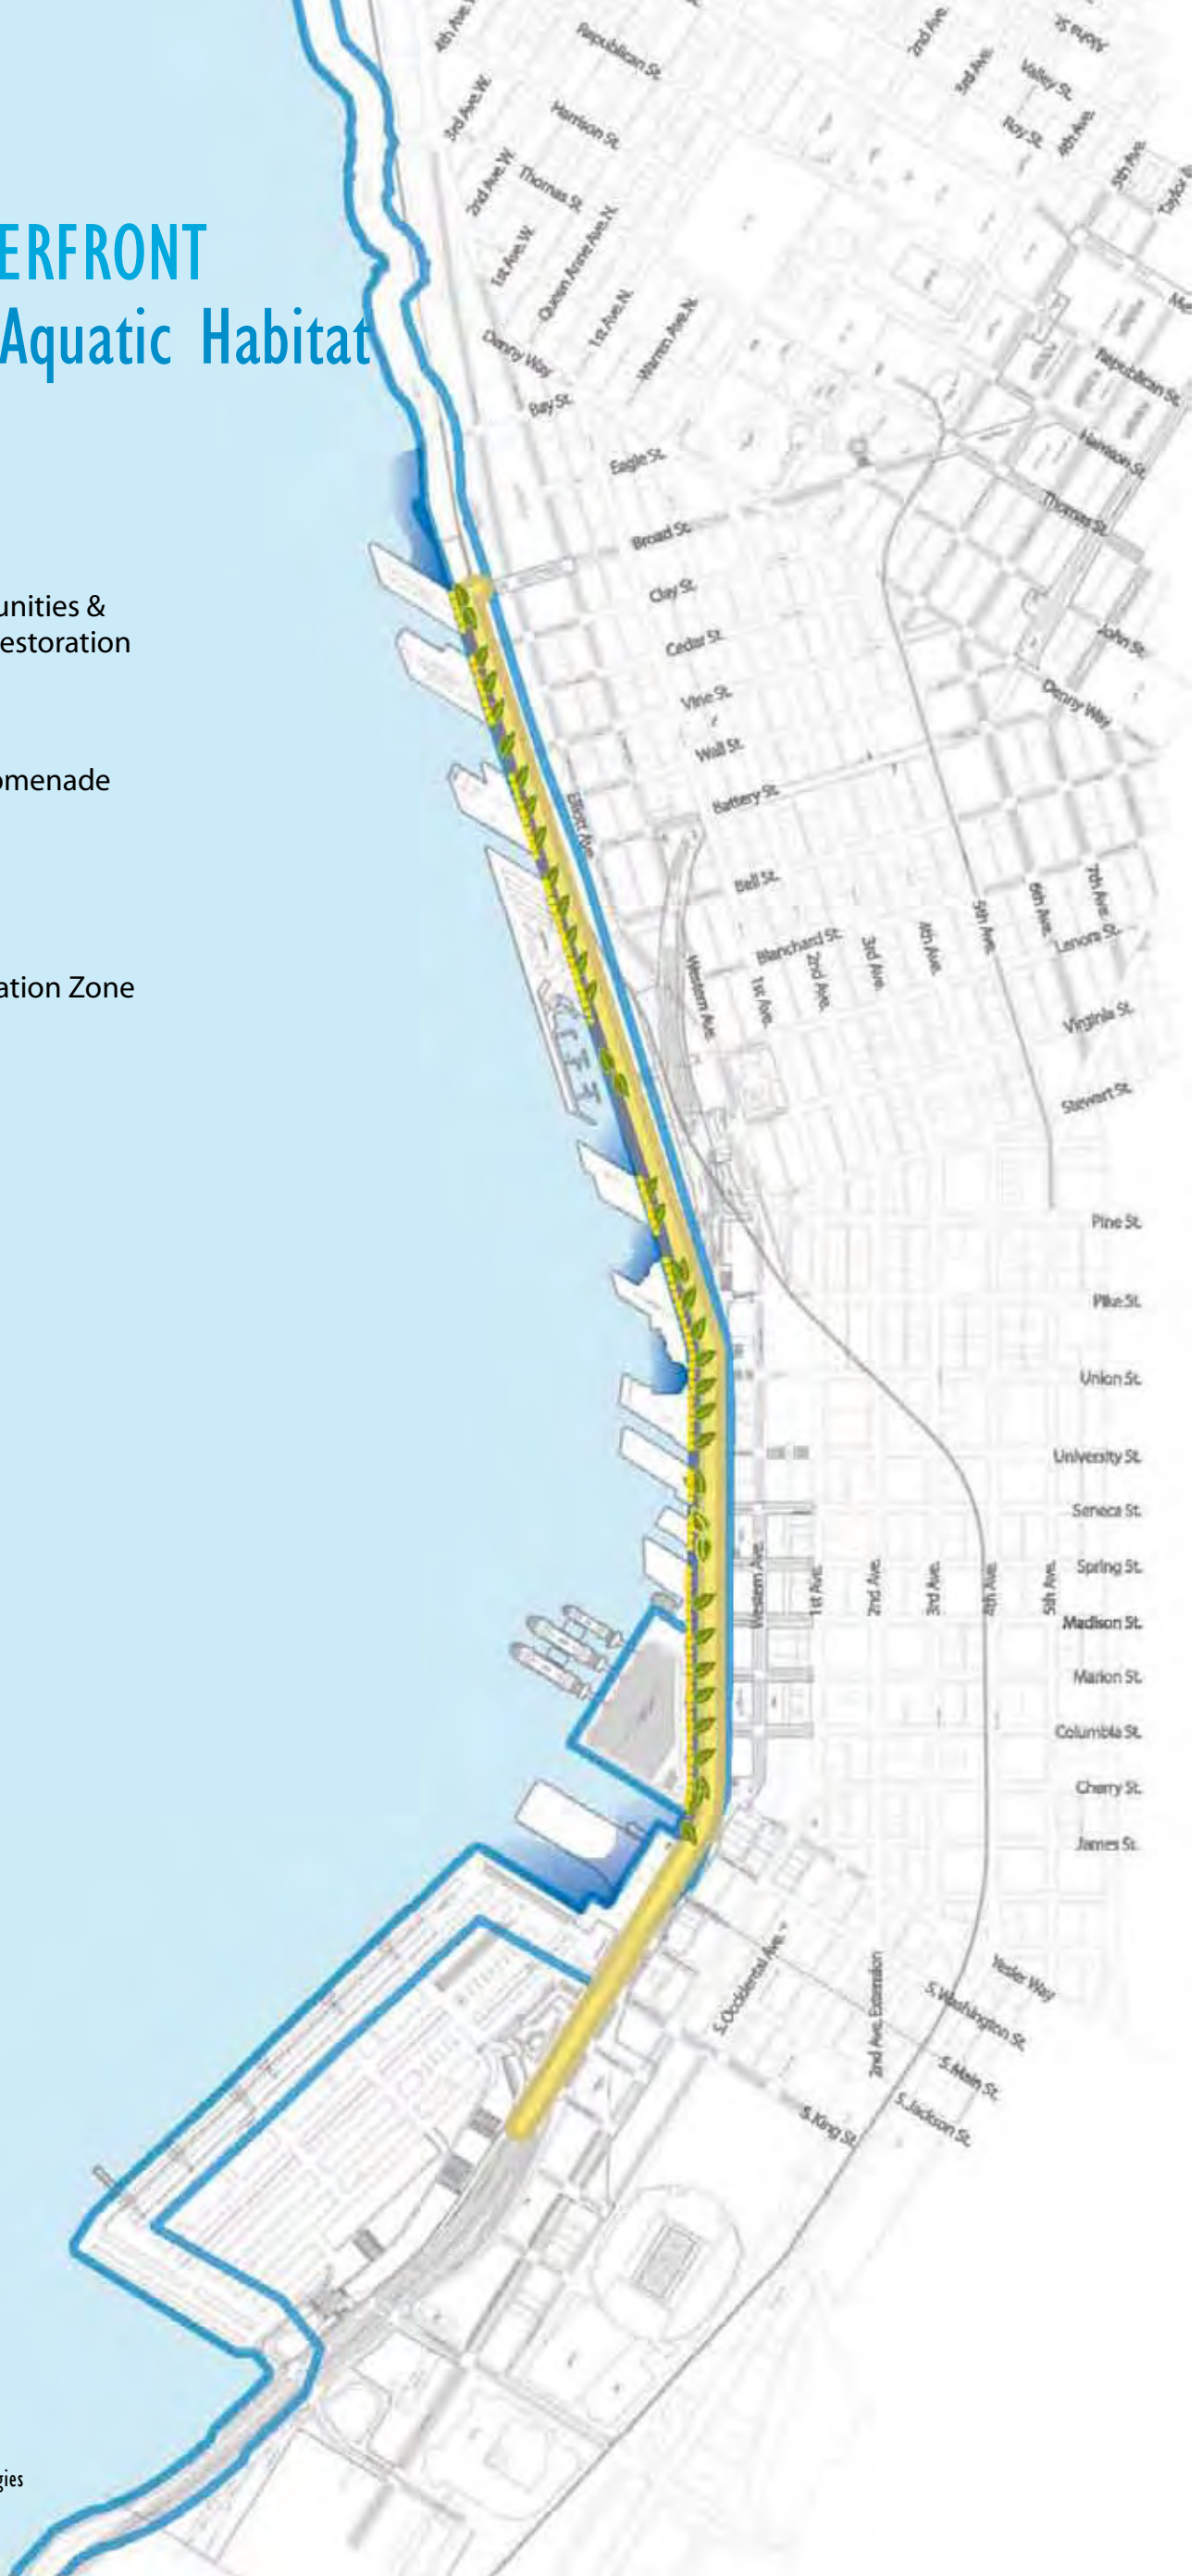 ERFRONT
Aquatic Habitat
unities &
estoration
omenade
ation Zone
gies
4th Ave.
Republican St.
3rd Ave. W.
Harrison St.
2nd Ave. W.
Thomas St.
1st Ave. W.
Queen Anne Ave. N.
1st Ave. N.
Warren Ave. N.
Denny Way
Bay St.
2nd Ave.
3rd Ave.
Aloha St.
Valley St.
Roy St.
4th Ave.
5th Ave.
Taylor
Republican St.
Harrison St.
Thomas St.
John St.
Denny Way
Eagle St.
Broad St.
Clay St.
Cedar St.
Vine St.
Wall St.
Battery St.
Elliott Ave.
Bell St.
Blanchard St.
Western Ave.
1st Ave.
2nd Ave.
3rd Ave.
4th Ave.
5th Ave.
6th Ave.
7th Ave.
Lenora St.
Virginia St.
Stewart St.
Pine St.
Pike St.
Union St.
University St.
Seneca St.
Spring St.
Western Ave.
1st Ave.
2nd Ave.
3rd Ave.
4th Ave.
5th Ave.
Madison St.
Marion St.
Columbia St.
Cherry St.
James St.
S. Occidental Ave.
2nd Ave. Extension
Yesler Way
S. Washington St.
S. Main St.
S. Jackson St.
S. King St.